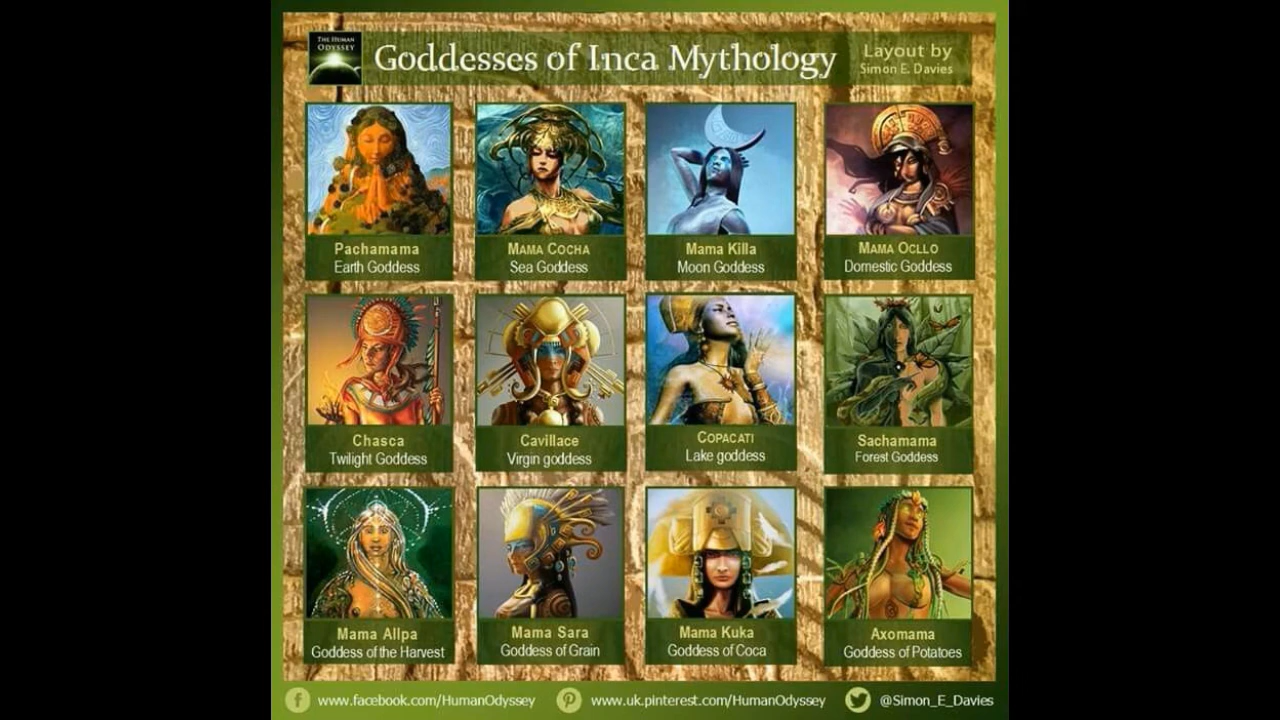 THE HUMAN
ODYSSEY
Goddesses of Inca Mythology
Layout by
Simon E. Davies
Pachamama
Earth Goddess
MAMA COCHA
Sea Goddess
Mama Killa
Moon Goddess
MAMA OCLLO
Domestic Goddess
Chasca
Twilight Goddess
Cavillace
Virgin goddess
COPACATI
Lake goddess
Sachamama
Forest Goddess
Mama Allpa
Goddess of the Harvest
Mama Sara
Goddess of Grain
Mama Kuka
Goddess of Coca
Axomama
Goddess of Potatoes
www.facebook.com/HumanOdyssey
www.uk.pinterest.com/HumanOdyssey
@Simon_E_Davies